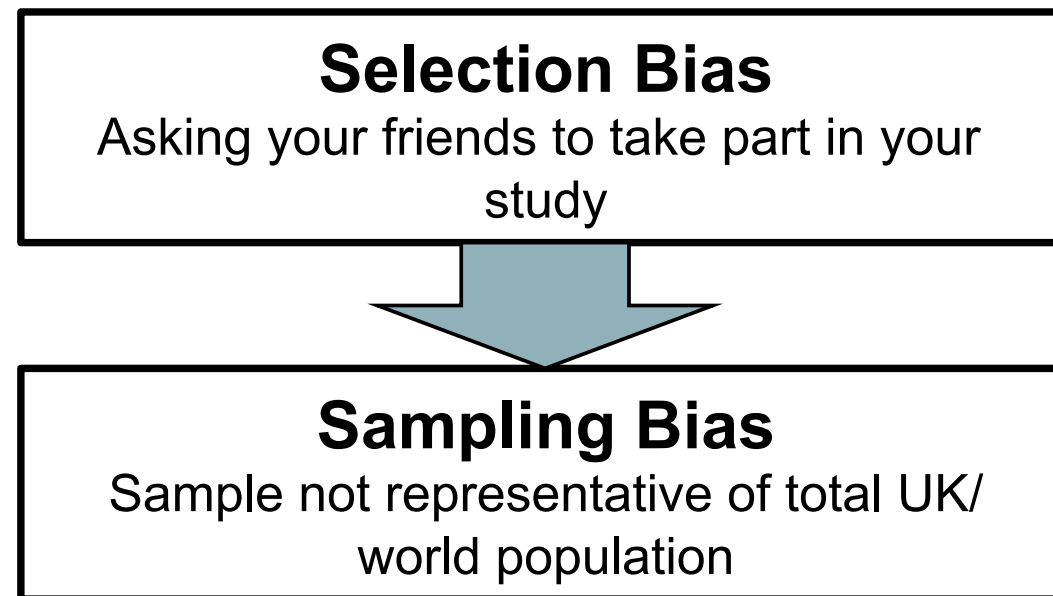 Selection Bias
Asking your friends to take part in your
study
Sampling Bias
Sample not representative of total UK/
world population